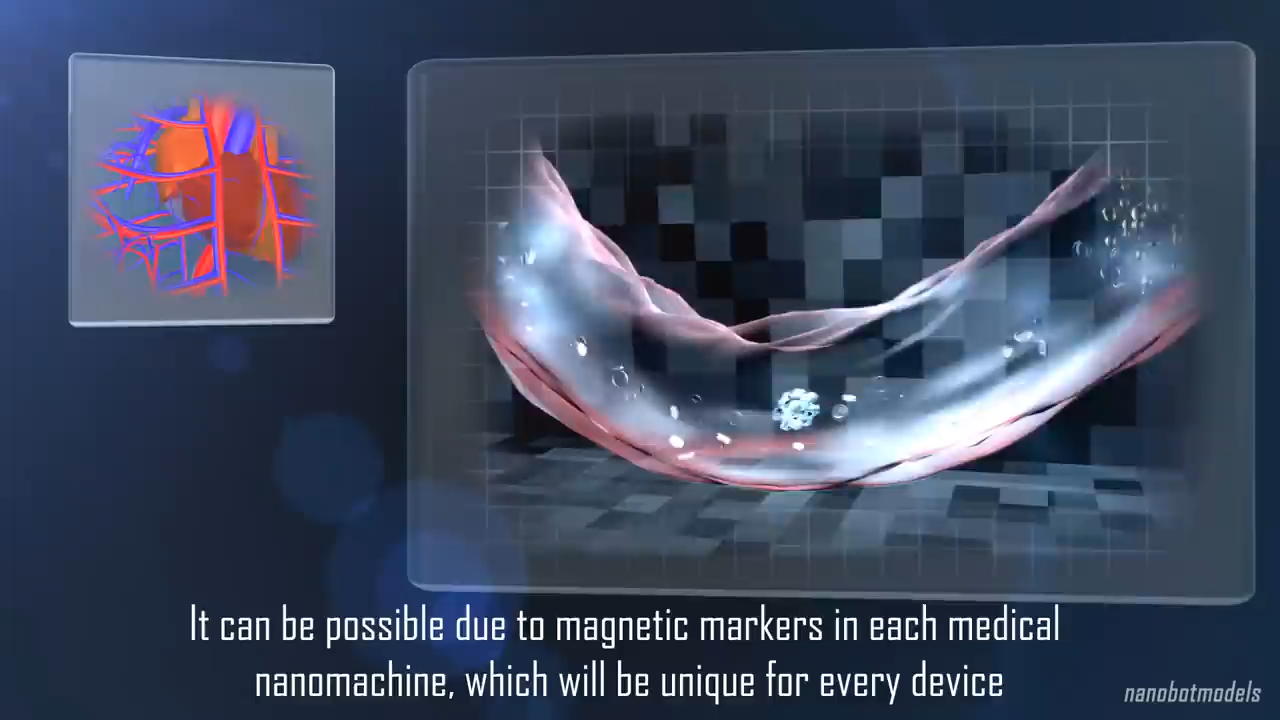 It can be possible due to magnetic markers in each medical
nanomachine, which will be unique for every device
nanobotmodels